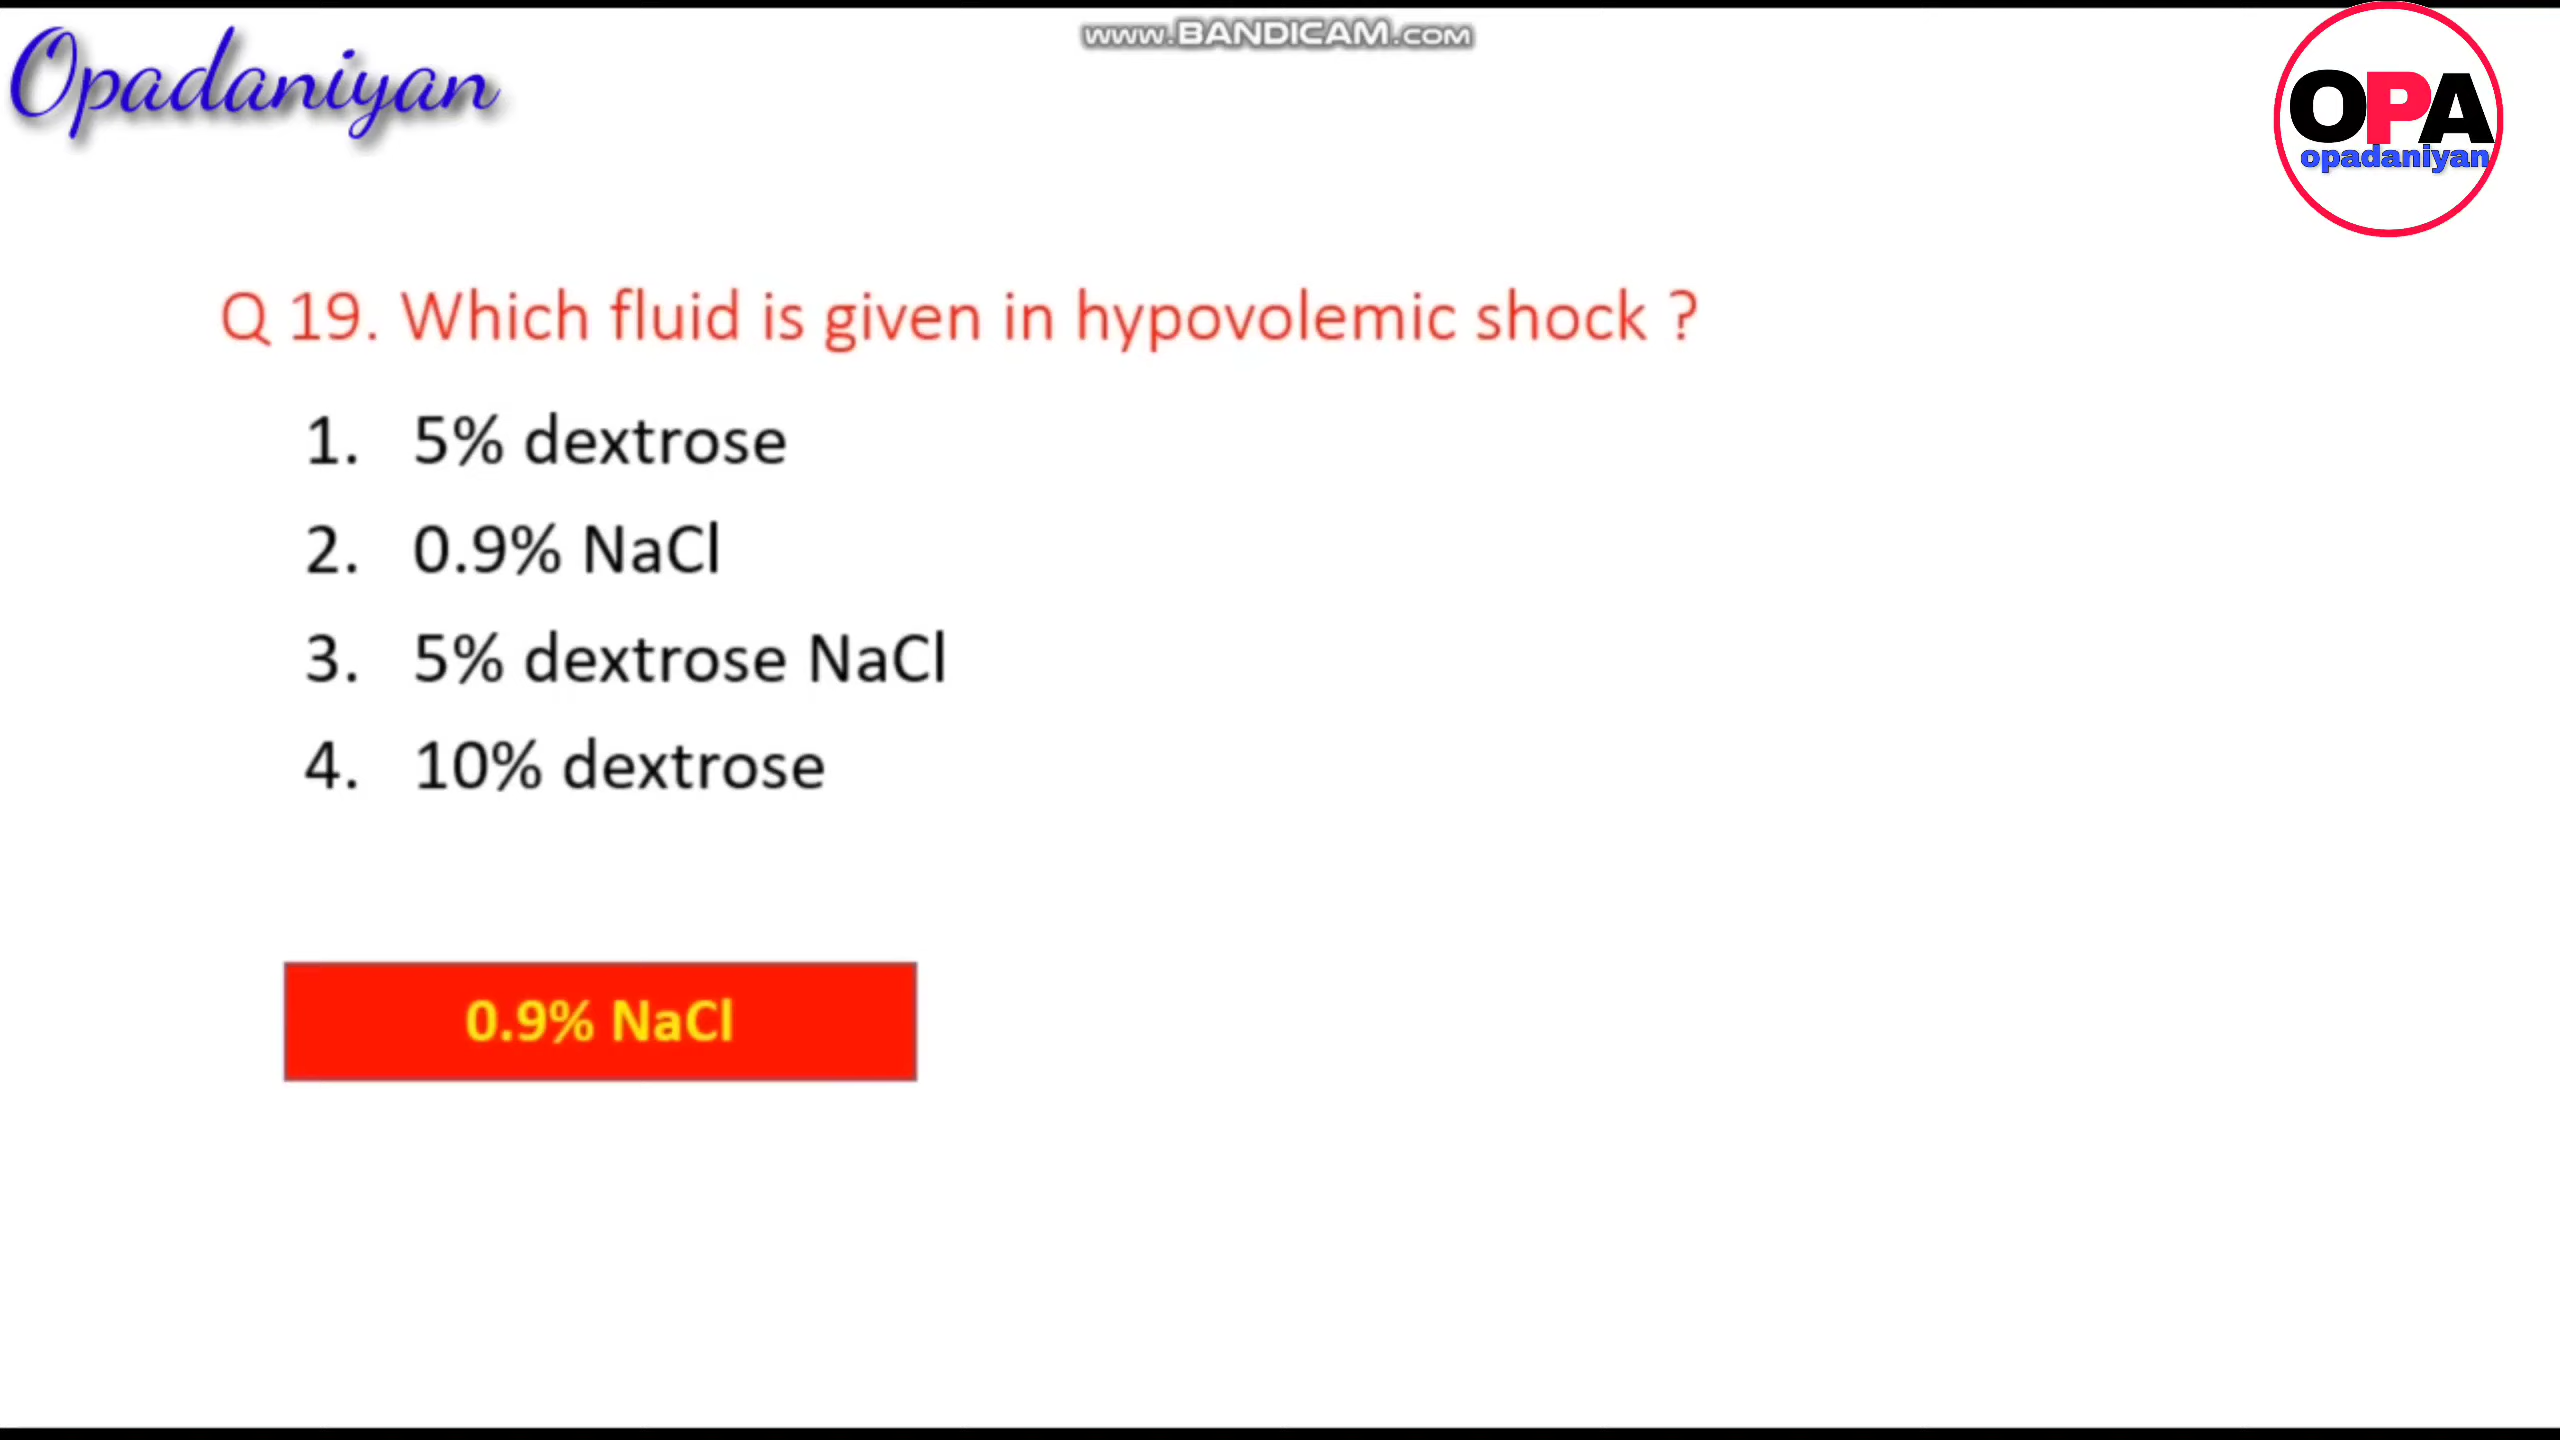 www.BANDICAM.com
Opadaniyan
OPA
opadaniyan
Q 19. Which fluid is given in hypovolemic shock ?
1. 5% dextrose
2. 0.9% NaCl
3. 5% dextrose NaCl
4. 10% dextrose
0.9% NaCl